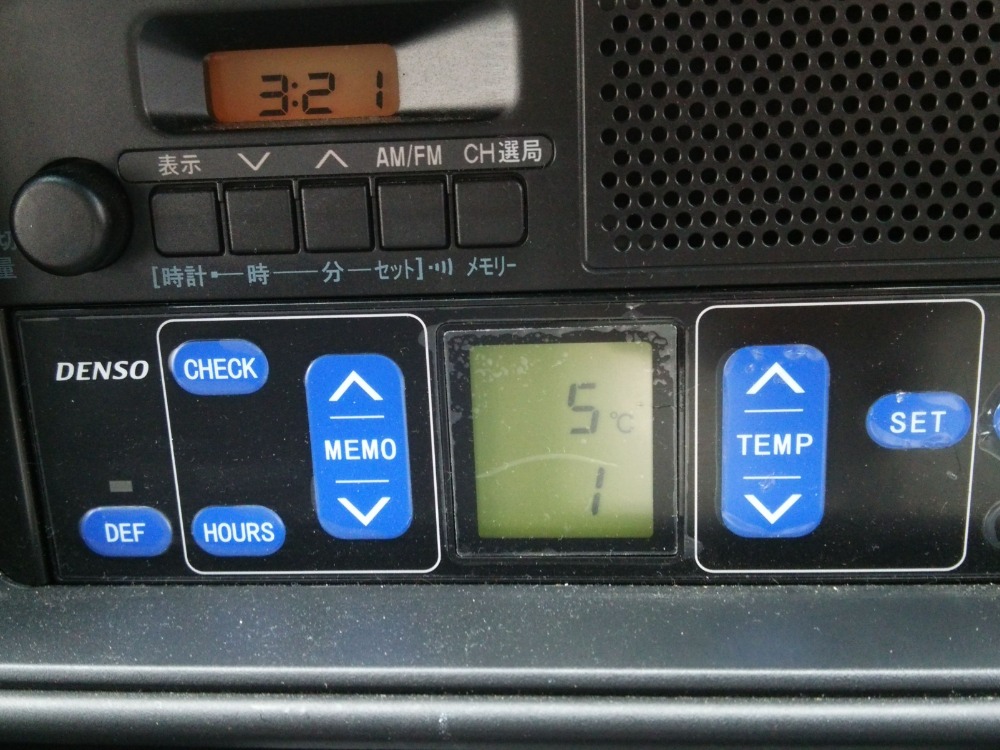 3:21
表示 AM/FM CH選局
量
[時計 時 分 セット] メモリー
DENSO
CHECK
MEMO
DEF
HOURS
5℃
1
TEMP
SET